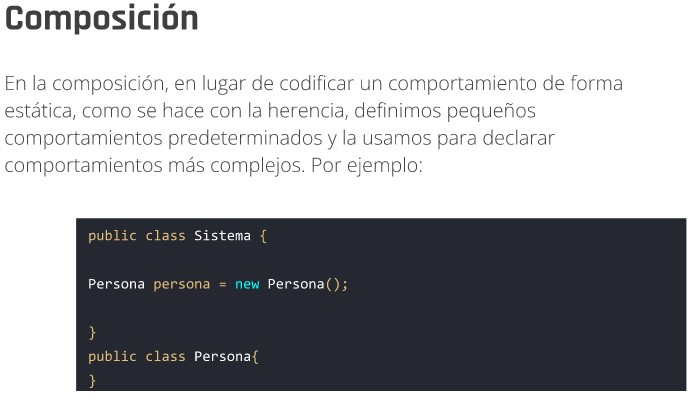 Composición
En la composición, en lugar de codificar un comportamiento de forma
estática, como se hace con la herencia, definimos pequeños
comportamientos predeterminados y la usamos para declarar
comportamientos más complejos. Por ejemplo:
public class Sistema {
Persona persona = new Persona();
}
public class Persona{
}